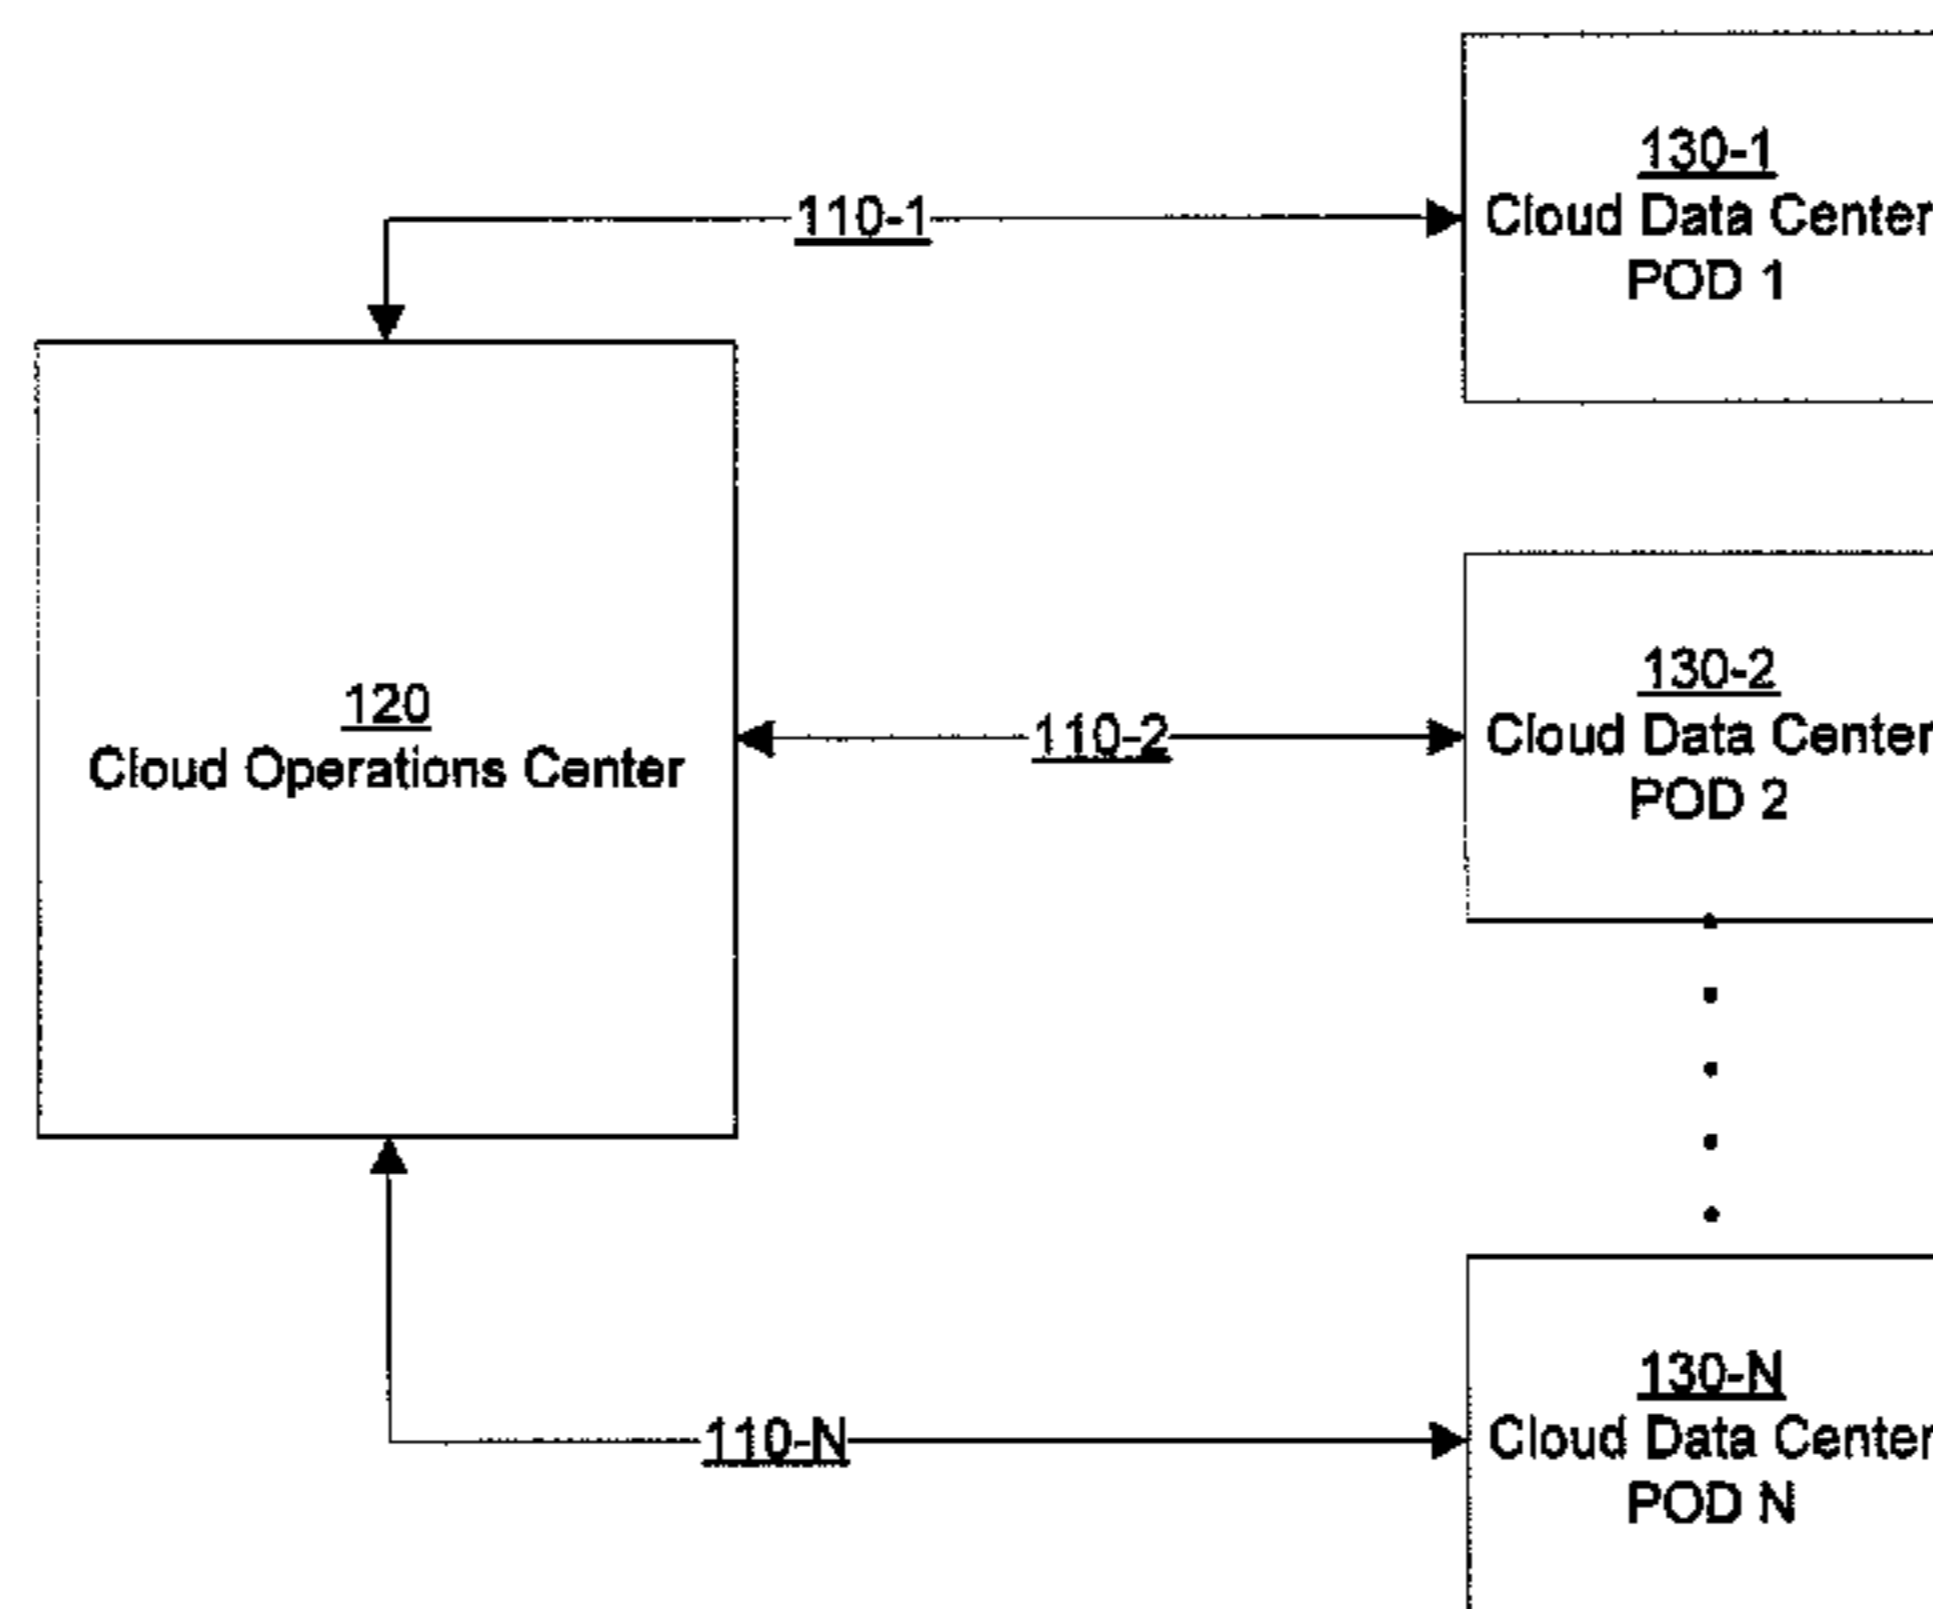 130-1
Cloud Data Center
POD 1
110-1
120
Cloud Operations Center
110-2
130-2
Cloud Data Center
POD 2
110-N
130-N
Cloud Data Center
POD N